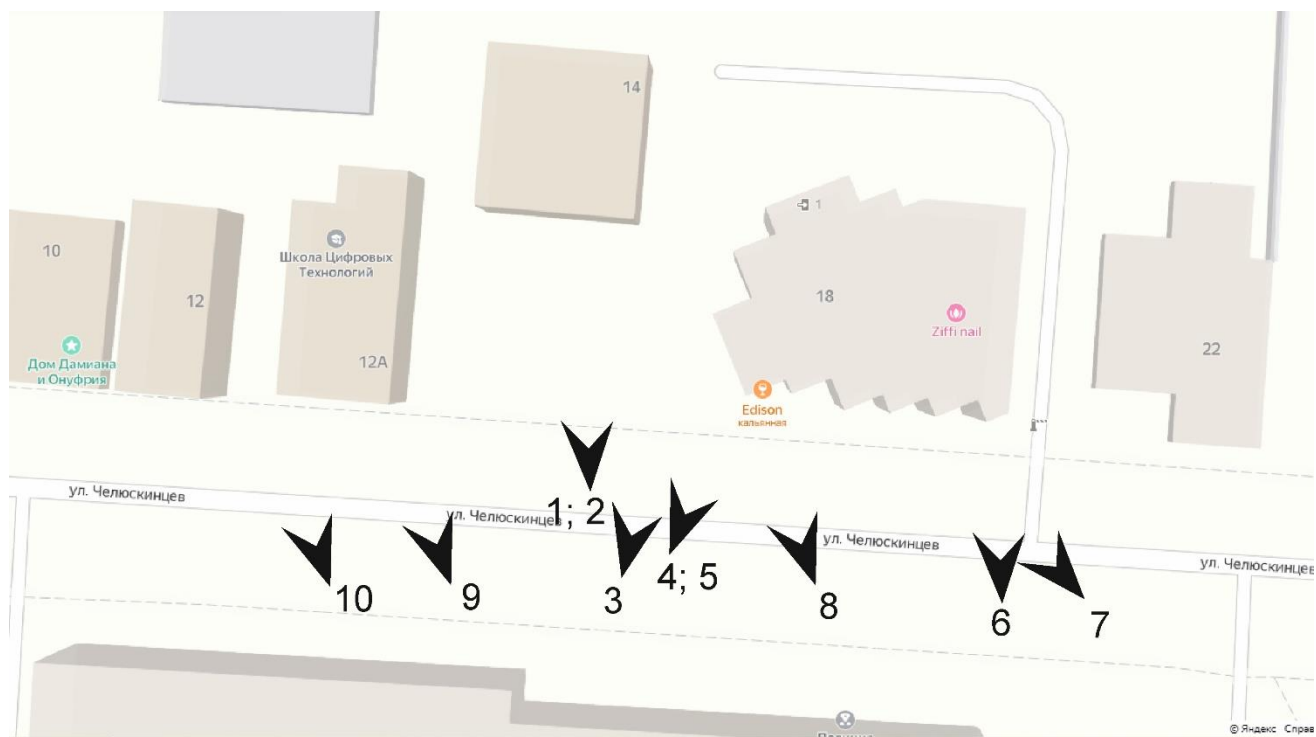 14
1
10
Школа Цифровых
Технологий
12
18
Ziffi nail
22
Дом Дамиана
и Онуфрия
12А
Edison
кальянная
ул. Челюскинцев
1; 2
ул. Челюскинцев
ул. Челюскинцев
ул. Челюскинцев
10
9
3
4; 5
8
6
7
© Яндекс Справ